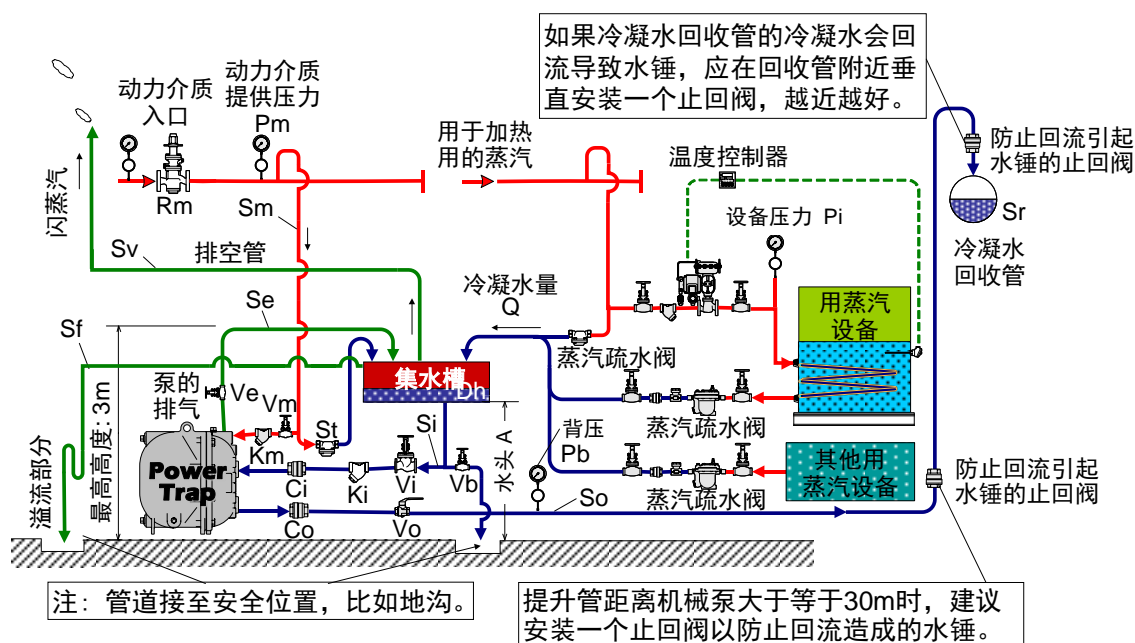 如果冷凝水回收管的冷凝水会回
流导致水锤，应在回收管附近垂
直安装一个止回阀，越近越好。
动力介质
入口
动力介质
提供压力
Pm
用于加热
用的蒸汽
温度控制器
防止回流引起
水锤的止回阀
Rm
Sm
设备压力 Pi
Sr
冷凝水
回收管
闪蒸汽
Sv
排空管
冷凝水量
Q
用蒸汽
设备
Se
Sf
蒸汽疏水阀
集水槽
Dh
泵的
排气
Ve
Vm
St
Si
Km
最高高度: 3m
水头 A
背压
Pb
蒸汽疏水阀
其他用
蒸汽设备
蒸汽疏水阀
防止回流引起
水锤的止回阀
Power
Trap
Ci
Ki
Vi
Vb
So
Co
Vo
溢流部分
注：管道接至安全位置，比如地沟。
提升管距离机械泵大于等于30m时，建议
安装一个止回阀以防止回流造成的水锤。